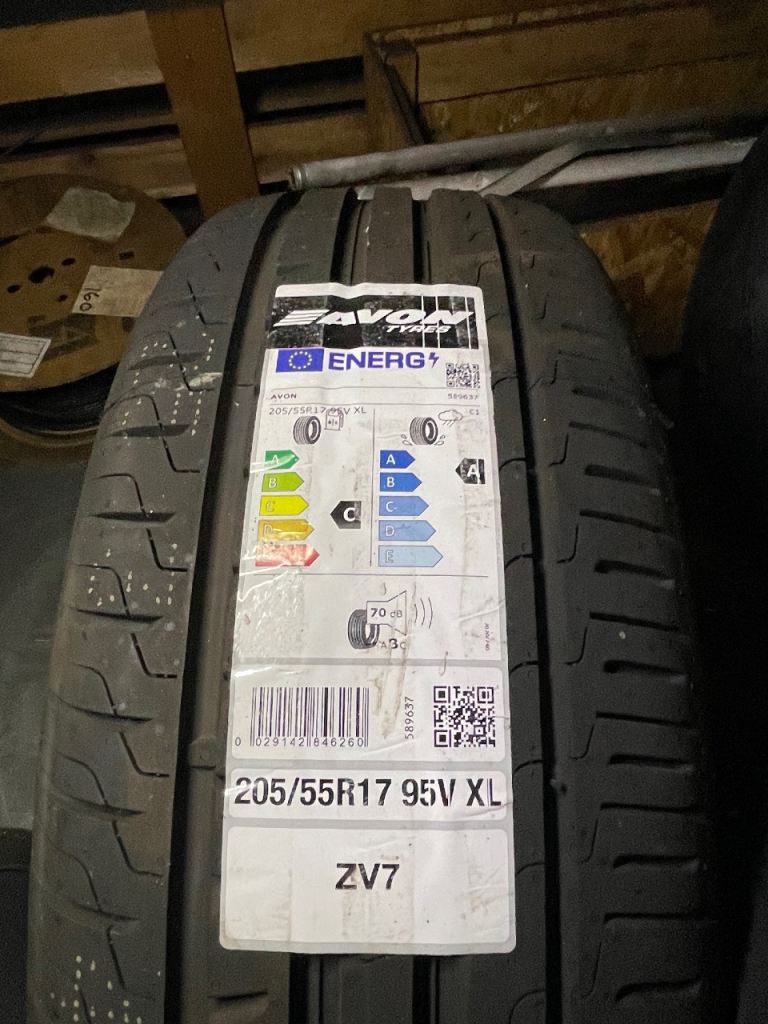 160
AVON
TYRES
ENERG
AVON
589637
205/55R17 95V XL
C1
A
B
C
D
C
A
B
C
D
E
A
70 dB
ABC
589637
0 029142 846260
205/55R17 95V XL
ZV7